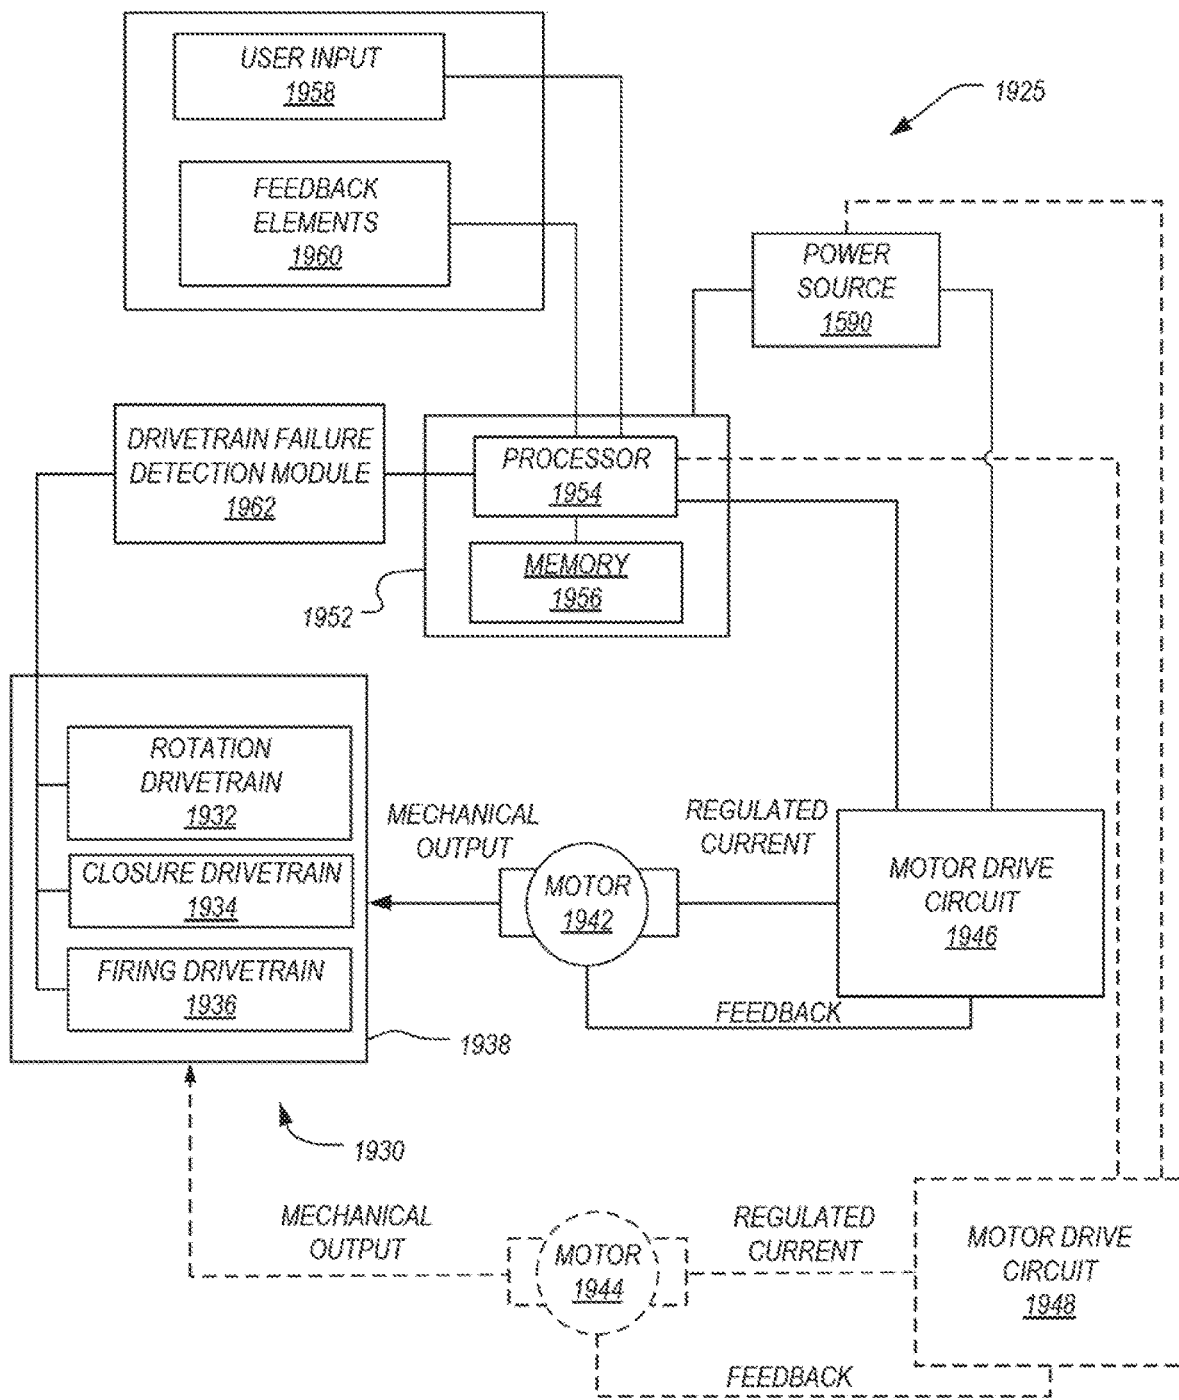 USER INPUT
1958
FEEDBACK
ELEMENTS
1960
1925
POWER
SOURCE
1590
DRIVETRAIN FAILURE
DETECTION MODULE
1962
PROCESSOR
1954
MEMORY
1956
1952
ROTATION
DRIVETRAIN
1932
CLOSURE DRIVETRAIN
1934
FIRING DRIVETRAIN
1936
1938
MECHANICAL
OUTPUT
MOTOR
1942
REGULATED
CURRENT
MOTOR DRIVE
CIRCUIT
1946
FEEDBACK
1930
MECHANICAL
OUTPUT
MOTOR
1944
REGULATED
CURRENT
MOTOR DRIVE
CIRCUIT
1948
FEEDBACK